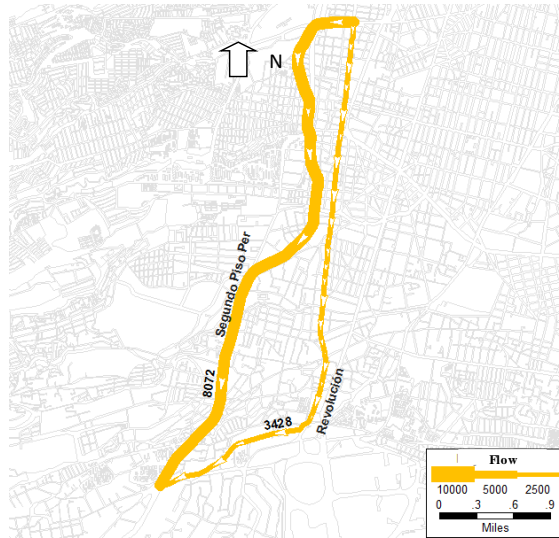 N
Segundo Piso Per
8072
3428
Revolución
Flow
10000 5000 2500
0 .3 .6 .9
Miles